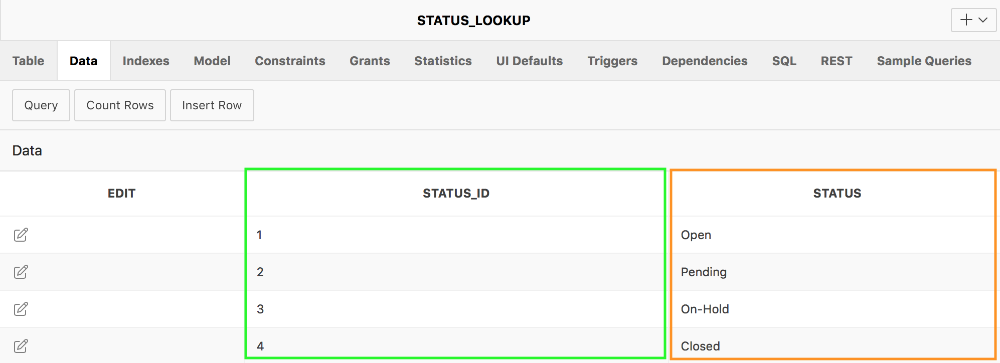 STATUS_LOOKUP
Table Data Indexes Model Constraints Grants Statistics UI Defaults Triggers Dependencies SQL REST Sample Queries
Query Count Rows Insert Row
Data
EDIT STATUS_ID STATUS
1 Open
2 Pending
3 On-Hold
4 Closed